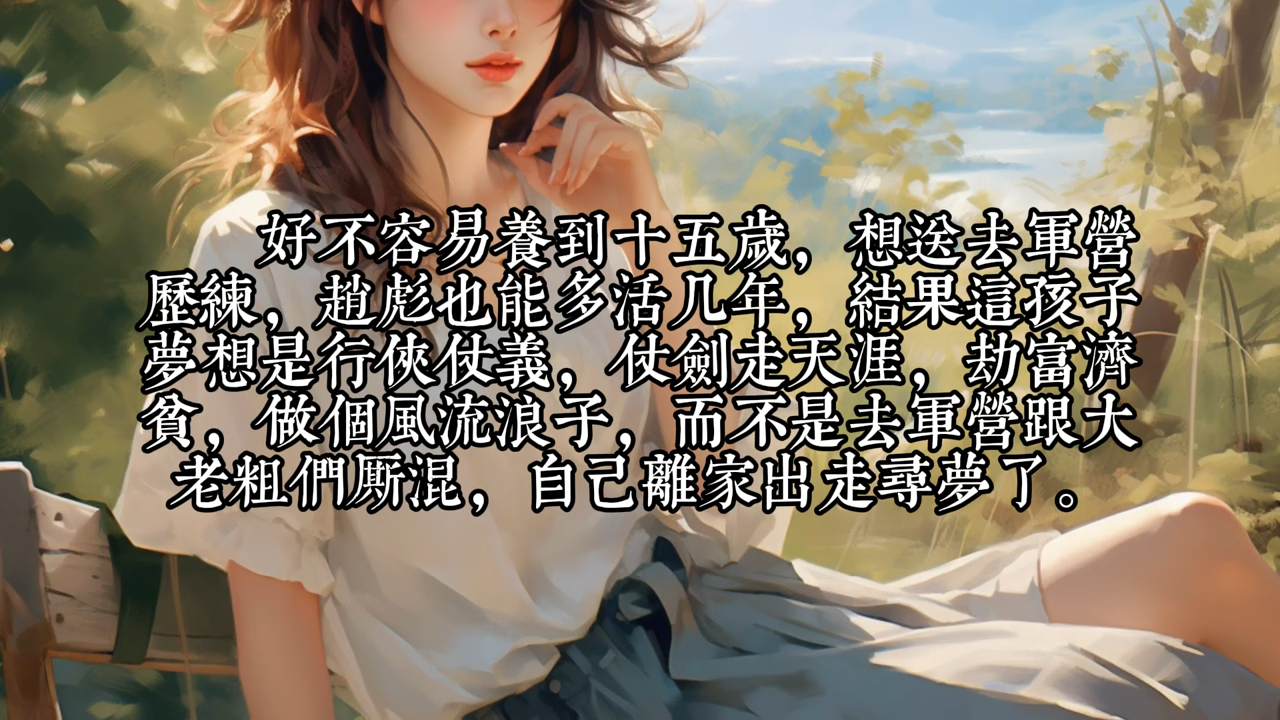 好不容易養到十五歲，想送去軍營
歷練，趙彪也能多活几年，結果這孩子
夢想是行俠仗義，仗劍走天涯，劫富濟
貧，做個風流浪子，而不是去軍營跟大
老粗們廝混，自己離家出走尋夢了。